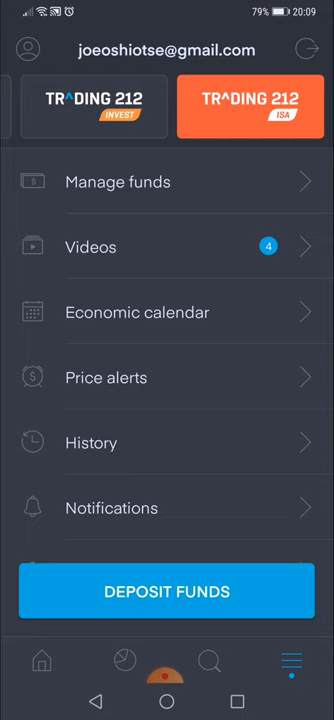 79% 20:09
joeoshiotse@gmail.com
TRADING 212 TRADING 212
INVEST ISA
Manage funds
Videos 4
Economic calendar
Price alerts
History
Notifications
DEPOSIT FUNDS